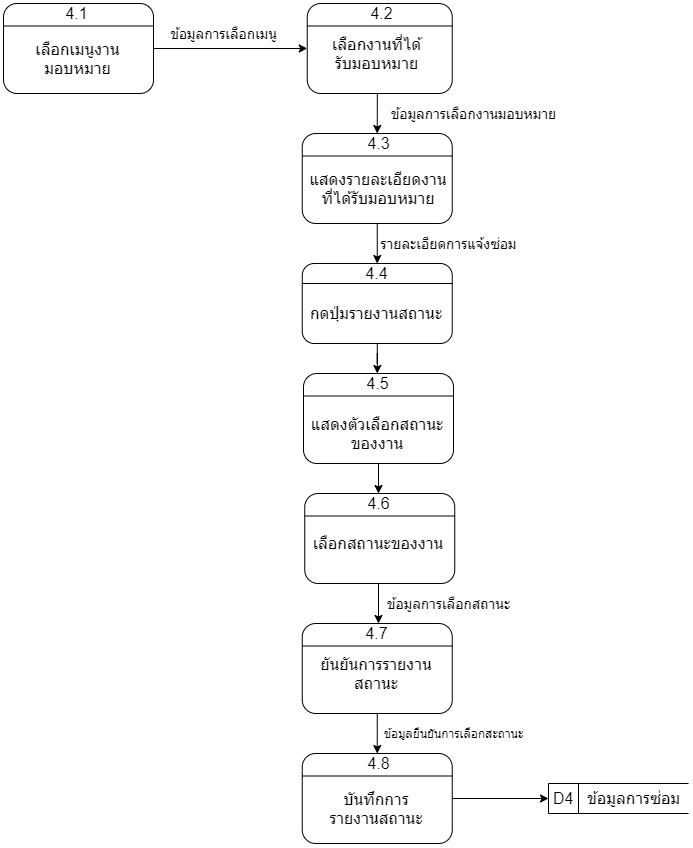 4.1
เลือกเมนูงาน
มอบหมาย
ข้อมูลการเลือกเมนู
4.2
เลือกงานที่ได้
รับมอบหมาย
ข้อมูลการเลือกงานมอบหมาย
4.3
แสดงรายละเอียดงาน
ที่ได้รับมอบหมาย
รายละเอียดการแจ้งซ่อม
4.4
กดปุ่มรายงานสถานะ
4.5
แสดงตัวเลือกสถานะ
ของงาน
4.6
เลือกสถานะของงาน
ข้อมูลการเลือกสถานะ
4.7
ยันยันการรายงาน
สถานะ
ข้อมูลยืนยันการเลือกสะถานะ
4.8
บันทึกการ
รายงานสถานะ
D4 ข้อมูลการซ่อม